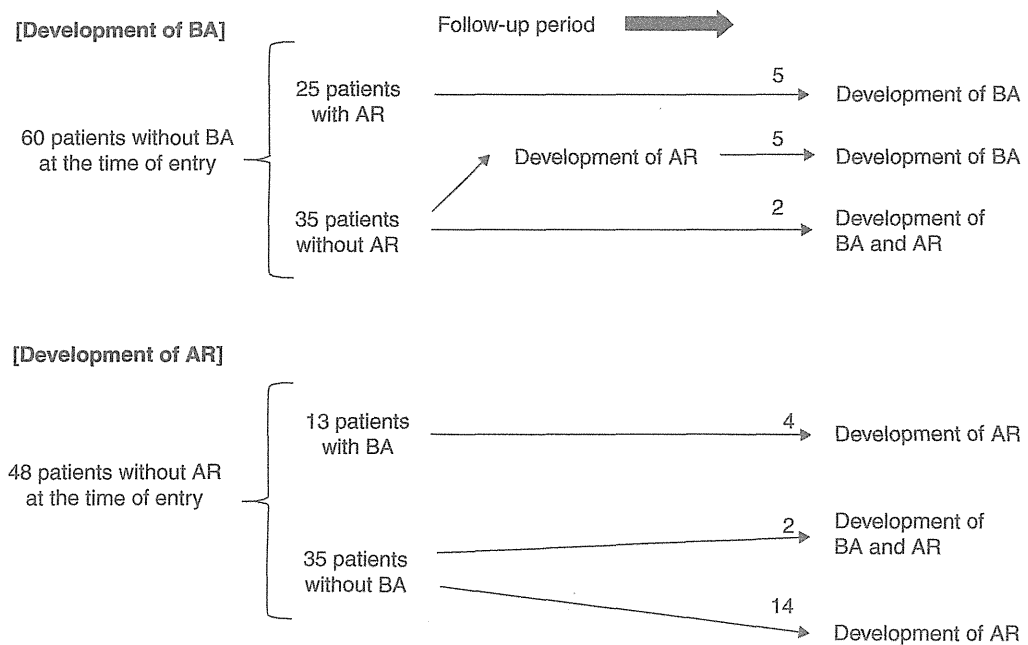 [Development of BA]
Follow-up period
60 patients without BA
at the time of entry
25 patients
with AR
5
Development of BA
Development of AR
5
Development of BA
35 patients
without AR
2
Development of
BA and AR
[Development of AR]
48 patients without AR
at the time of entry
13 patients
with BA
4
Development of AR
35 patients
without BA
2
Development of
BA and AR
14
Development of AR